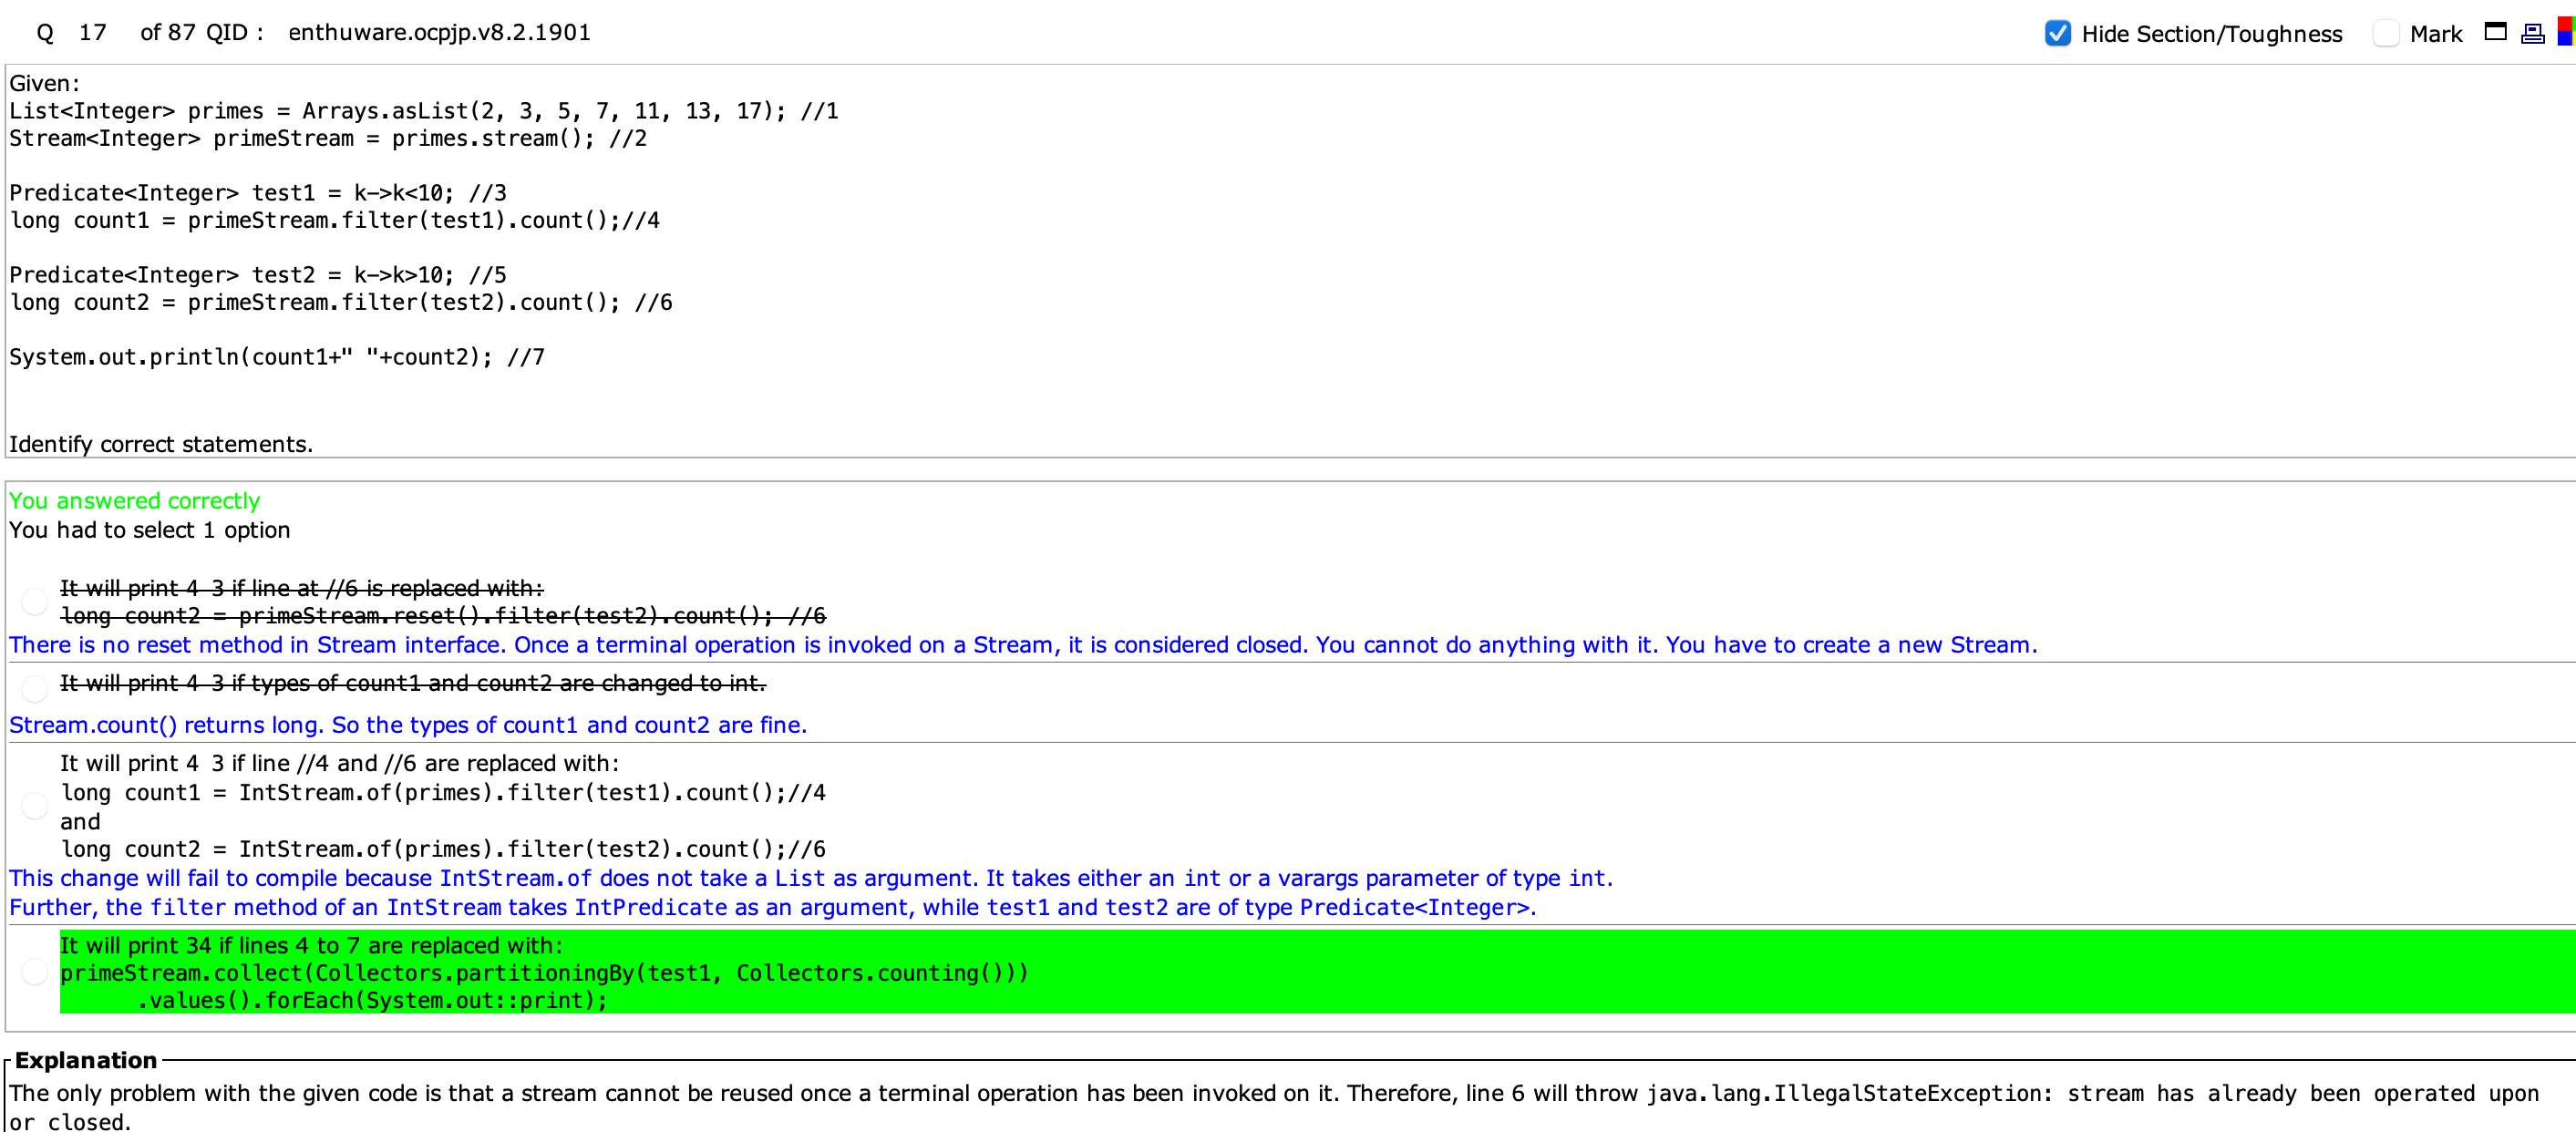 Q 17 of 87 QID : enthuware.ocpjp.v8.2.1901 Hide Section/Toughness Mark
Given:
List<Integer> primes = Arrays.asList(2, 3, 5, 7, 11, 13, 17); //1
Stream<Integer> primeStream = primes.stream(); //2
Predicate<Integer> test1 = k->k<10; //3
long count1 = primeStream.filter(test1).count();//4
Predicate<Integer> test2 = k->k>10; //5
long count2 = primeStream.filter(test2).count(); //6
System.out.println(count1+" "+count2); //7
Identify correct statements.
You answered correctly
You had to select 1 option
It will print 4 3 if line at //6 is replaced with:
long count2 = primeStream.reset().filter(test2).count(); //6
There is no reset method in Stream interface. Once a terminal operation is invoked on a Stream, it is considered closed. You cannot do anything with it. You have to create a new Stream.
It will print 4 3 if types of count1 and count2 are changed to int.
Stream.count() returns long. So the types of count1 and count2 are fine.
It will print 4 3 if line //4 and //6 are replaced with:
long count1 = IntStream.of(primes).filter(test1).count();//4
and
long count2 = IntStream.of(primes).filter(test2).count();//6
This change will fail to compile because IntStream.of does not take a List as argument. It takes either an int or a varargs parameter of type int.
Further, the filter method of an IntStream takes IntPredicate as an argument, while test1 and test2 are of type Predicate<Integer>.
It will print 34 if lines 4 to 7 are replaced with:
primeStream.collect(Collectors.partitioningBy(test1, Collectors.counting()))
.values().forEach(System.out::print);
Explanation
The only problem with the given code is that a stream cannot be reused once a terminal operation has been invoked on it. Therefore, line 6 will throw java.lang.IllegalStateException: stream has already been operated upon
or closed.